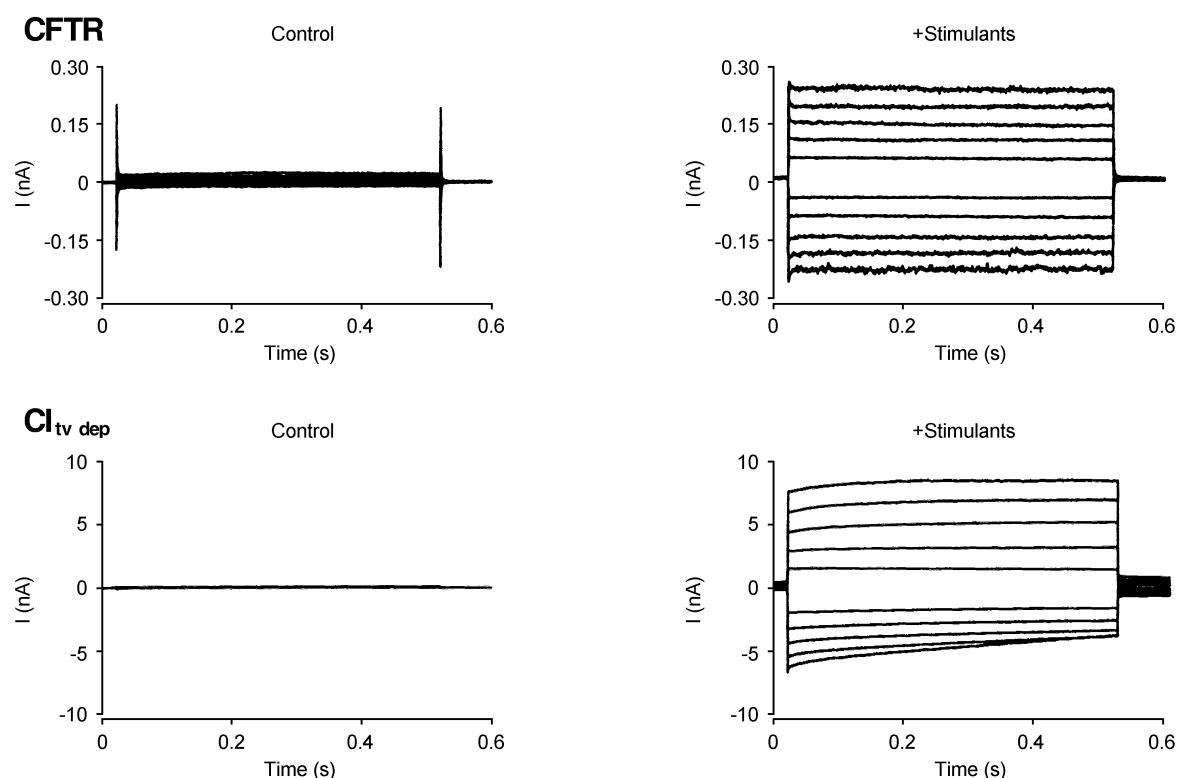 CFTR
Control
0.30
0.15
0
-0.15
-0.30
I (nA)
0 0.2 0.4 0.6
Time (s)
+Stimulants
0.30
0.15
0
-0.15
-0.30
I (nA)
0 0.2 0.4 0.6
Time (s)
Cl tv dep
Control
10
5
0
-5
-10
I (nA)
0 0.2 0.4 0.6
Time (s)
+Stimulants
10
5
0
-5
-10
I (nA)
0 0.2 0.4 0.6
Time (s)